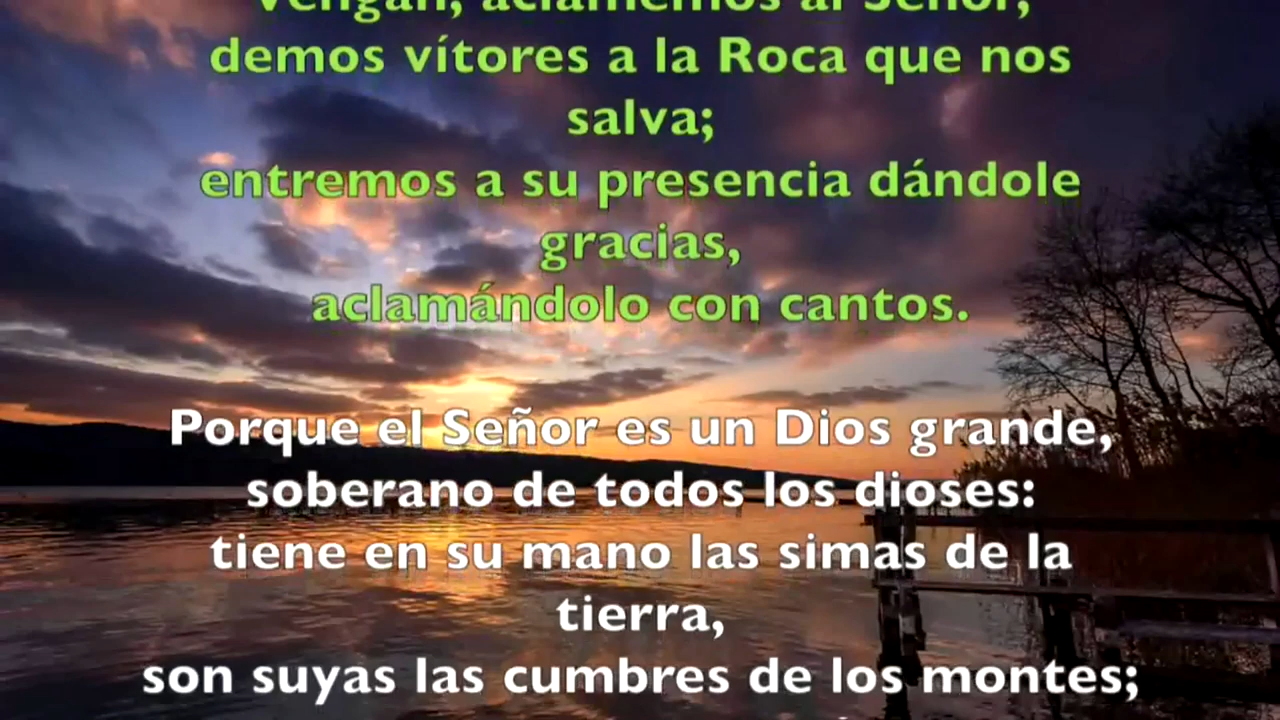 Vengan, aclamemos al Señor,
demos vítores a la Roca que nos
salva;
entremos a su presencia dándole
gracias,
aclamándolo con cantos.
Porque el Señor es un Dios grande,
soberano de todos los dioses:
tiene en su mano las simas de la
tierra,
son suyas las cumbres de los montes;